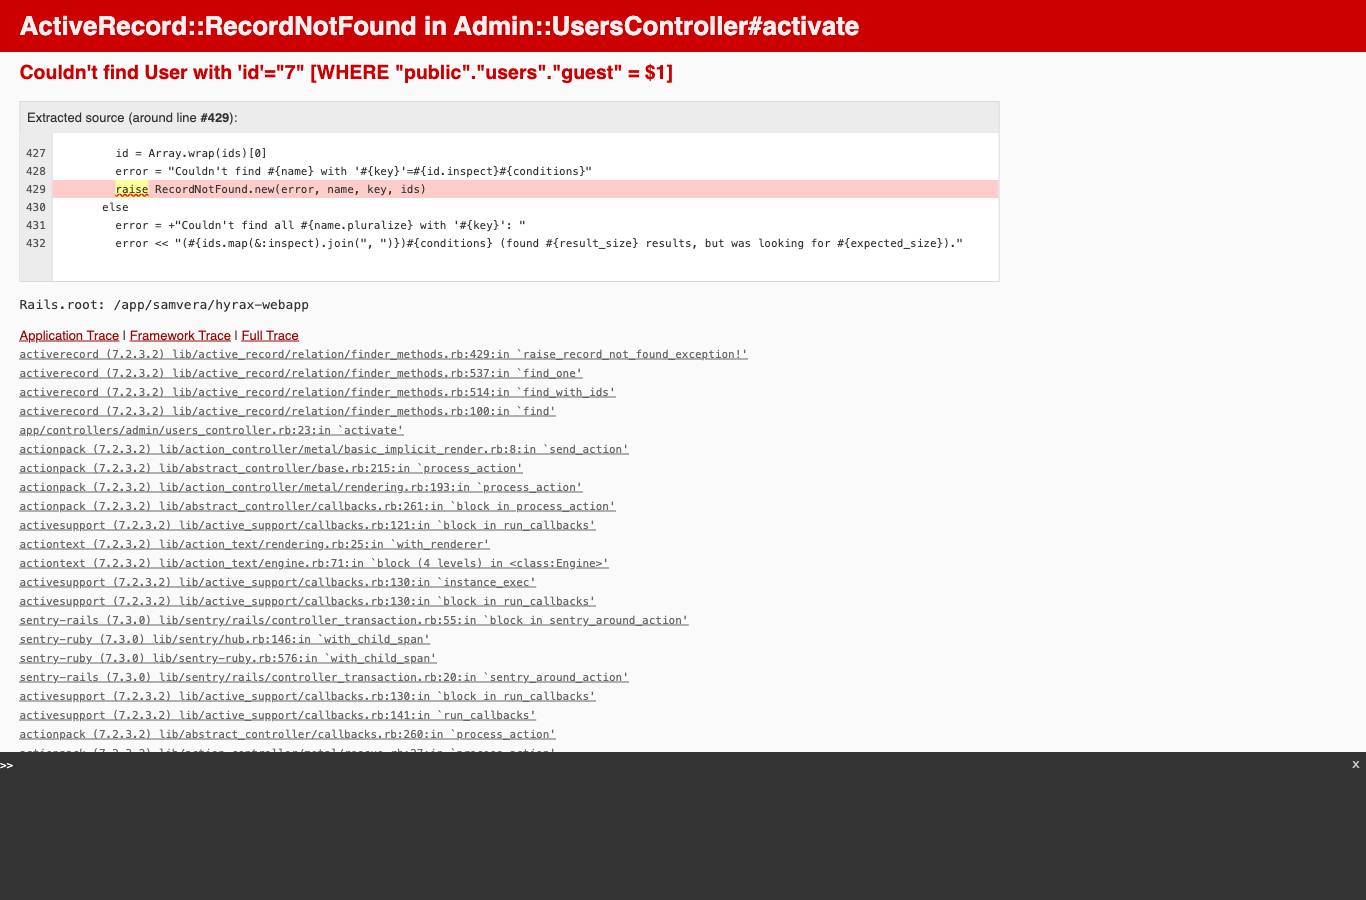 ActiveRecord::RecordNotFound in Admin::UsersController#activate
Couldn't find User with 'id'="7" [WHERE "public"."users"."guest" = $1]
Extracted source (around line #429):
427 id = Array.wrap(ids)[0]
428 error = "Couldn't find #{name} with '#{key}'=#{id.inspect}#{conditions}"
429 raise RecordNotFound.new(error, name, key, ids)
430 else
431 error = +"Couldn't find all #{name.pluralize} with '#{key}': "
432 error << "(#{ids.map(&:inspect).join(", ")})#{conditions} (found #{result_size} results, but was looking for #{expected_size})."
Rails.root: /app/samvera/hyrax-webapp
Application Trace | Framework Trace | Full Trace
activerecord (7.2.3.2) lib/active_record/relation/finder_methods.rb:429:in `raise_record_not_found_exception!'
activerecord (7.2.3.2) lib/active_record/relation/finder_methods.rb:537:in `find_one'
activerecord (7.2.3.2) lib/active_record/relation/finder_methods.rb:514:in `find_with_ids'
activerecord (7.2.3.2) lib/active_record/relation/finder_methods.rb:100:in `find'
app/controllers/admin/users_controller.rb:23:in `activate'
actionpack (7.2.3.2) lib/action_controller/metal/basic_implicit_render.rb:8:in `send_action'
actionpack (7.2.3.2) lib/abstract_controller/base.rb:215:in `process_action'
actionpack (7.2.3.2) lib/action_controller/metal/rendering.rb:193:in `process_action'
actionpack (7.2.3.2) lib/abstract_controller/callbacks.rb:261:in `block in process_action'
activesupport (7.2.3.2) lib/active_support/callbacks.rb:121:in `block in run_callbacks'
actiontext (7.2.3.2) lib/action_text/rendering.rb:25:in `with_renderer'
actiontext (7.2.3.2) lib/action_text/engine.rb:71:in `block (4 levels) in <class:Engine>'
activesupport (7.2.3.2) lib/active_support/callbacks.rb:130:in `instance_exec'
activesupport (7.2.3.2) lib/active_support/callbacks.rb:130:in `block in run_callbacks'
sentry-rails (7.3.0) lib/sentry/rails/controller_transaction.rb:55:in `block in sentry_around_action'
sentry-ruby (7.3.0) lib/sentry/hub.rb:146:in `with_child_span'
sentry-ruby (7.3.0) lib/sentry-ruby.rb:576:in `with_child_span'
sentry-rails (7.3.0) lib/sentry/rails/controller_transaction.rb:20:in `sentry_around_action'
activesupport (7.2.3.2) lib/active_support/callbacks.rb:130:in `block in run_callbacks'
activesupport (7.2.3.2) lib/active_support/callbacks.rb:141:in `run_callbacks'
actionpack (7.2.3.2) lib/abstract_controller/callbacks.rb:260:in `process_action'
>>
x